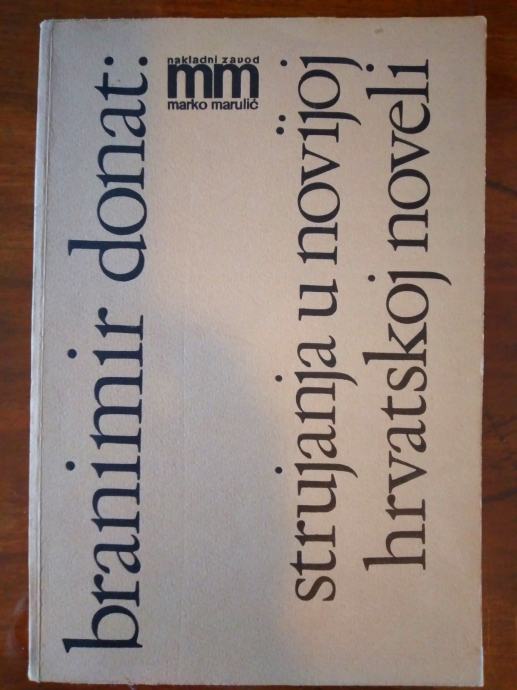 branimir donat:
nakladni zavod
mm
marko marulić
strujanja u novijoj
hrvatskoj noveli